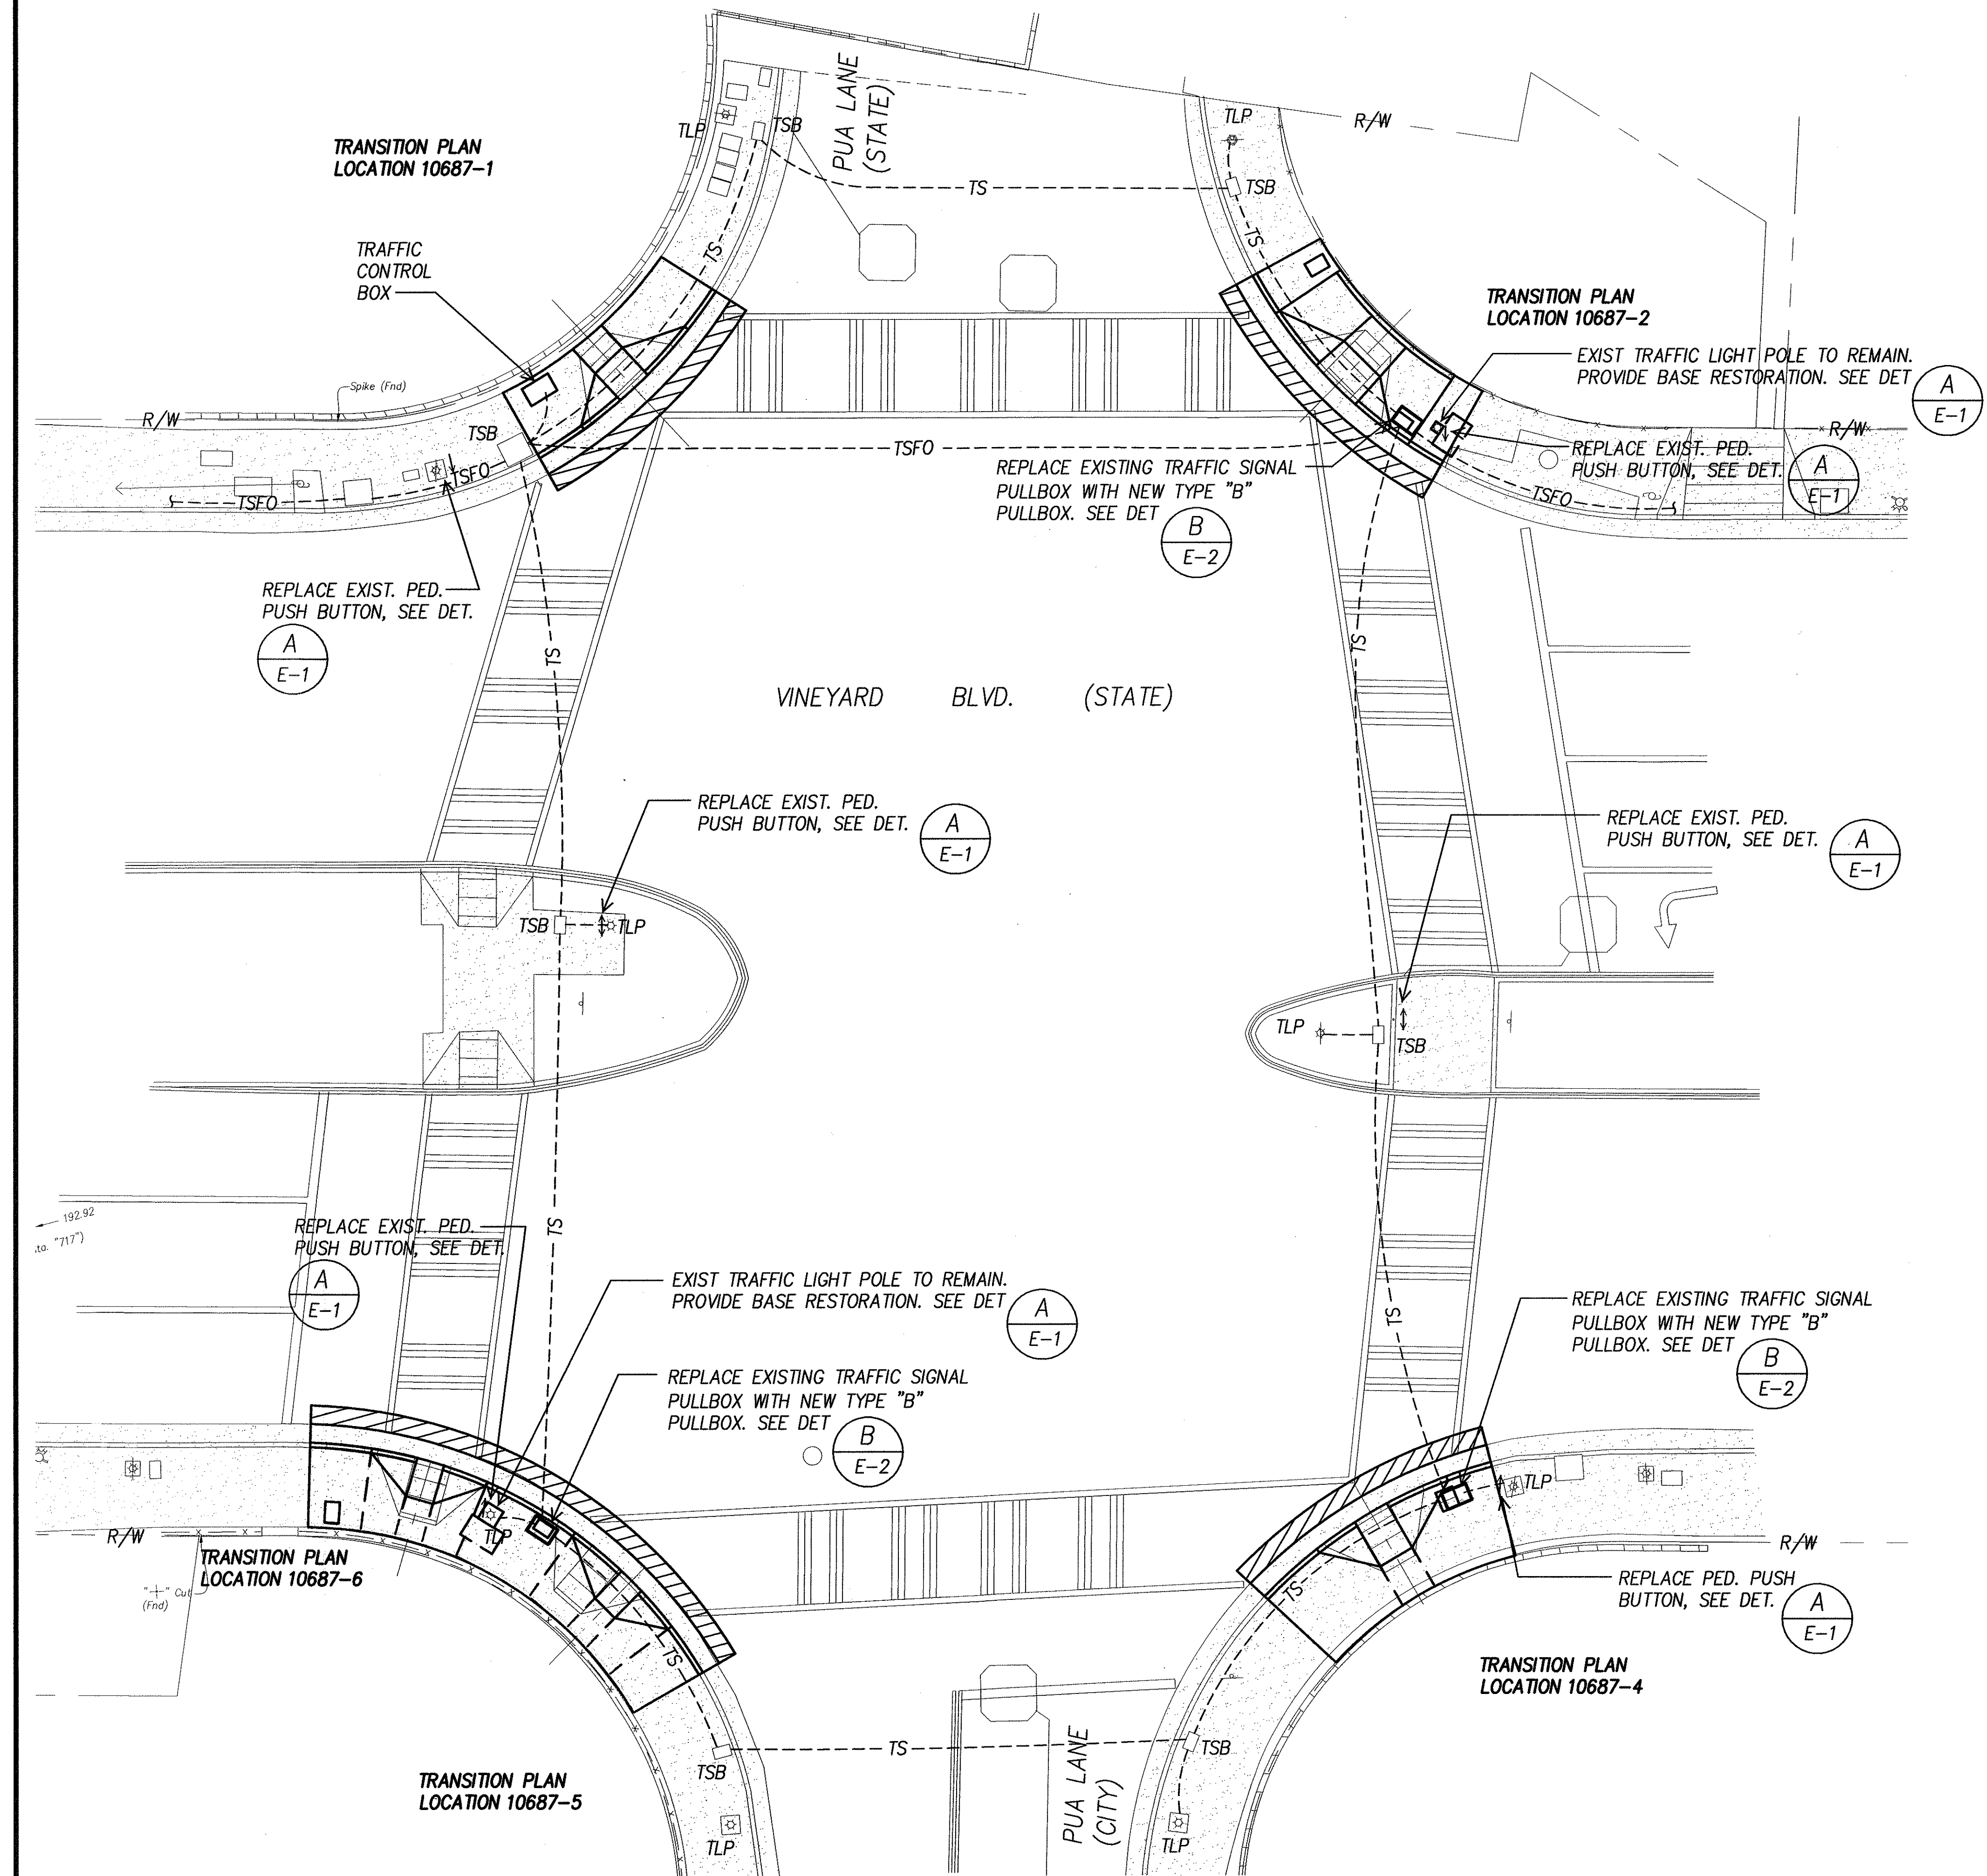 PUA LANE
(STATE)
TRANSITION PLAN
LOCATION 10687-1
TLP
TSB
TLP
R/W
TS
TSB
TRAFFIC
CONTROL
BOX
TS
TS
TRANSITION PLAN
LOCATION 10687-2
EXIST TRAFFIC LIGHT POLE TO REMAIN.
PROVIDE BASE RESTORATION. SEE DET
A
E-1
Spike (Fnd)
R/W
TSB
TSFO
TSFO
TSFO
R/W
REPLACE EXISTING TRAFFIC SIGNAL
PULLBOX WITH NEW TYPE "B"
PULLBOX. SEE DET
B
E-2
REPLACE EXIST. PED.
PUSH BUTTON, SEE DET.
A
E-1
TSFO
REPLACE EXIST. PED.
PUSH BUTTON, SEE DET.
A
E-1
TS
TS
VINEYARD BLVD. (STATE)
REPLACE EXIST. PED.
PUSH BUTTON, SEE DET.
A
E-1
REPLACE EXIST. PED.
PUSH BUTTON, SEE DET.
A
E-1
TSB
TLP
TLP
TSB
192.92
"717")
REPLACE EXIST. PED.
PUSH BUTTON, SEE DET.
A
E-1
TS
EXIST TRAFFIC LIGHT POLE TO REMAIN.
PROVIDE BASE RESTORATION. SEE DET
A
E-1
TS
REPLACE EXISTING TRAFFIC SIGNAL
PULLBOX WITH NEW TYPE "B"
PULLBOX. SEE DET
B
E-2
REPLACE EXISTING TRAFFIC SIGNAL
PULLBOX WITH NEW TYPE "B"
PULLBOX. SEE DET
B
E-2
TLP
R/W
TLP
R/W
TRANSITION PLAN
LOCATION 10687-6
"+" Cut
(Fnd)
REPLACE PED. PUSH
BUTTON, SEE DET.
A
E-1
TS
TS
TRANSITION PLAN
LOCATION 10687-4
TS
TSB
TSB
TRANSITION PLAN
LOCATION 10687-5
PUA LANE
(CITY)
TLP
TLP